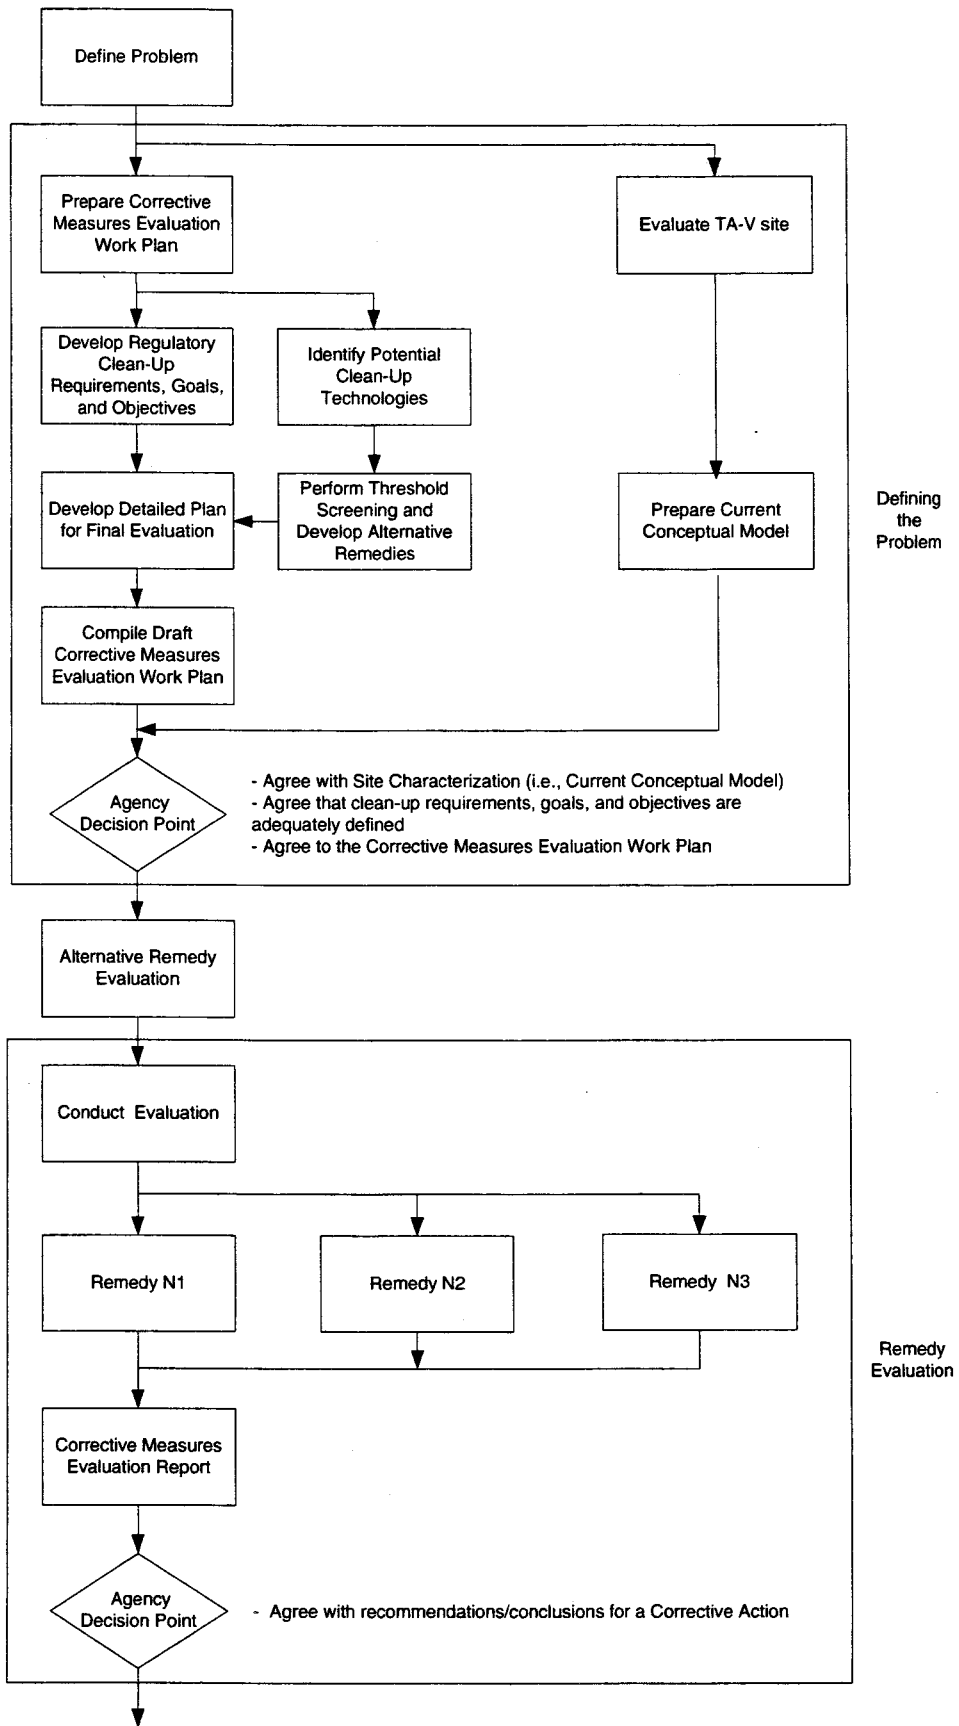 Define Problem
Prepare Corrective
Measures Evaluation
Work Plan
Evaluate TA-V site
Develop Regulatory
Clean-Up
Requirements, Goals,
and Objectives
Identify Potential
Clean-Up
Technologies
Develop Detailed Plan
for Final Evaluation
Perform Threshold
Screening and
Develop Alternative
Remedies
Prepare Current
Conceptual Model
Defining
the
Problem
Compile Draft
Corrective Measures
Evaluation Work Plan
Agency
Decision Point
- Agree with Site Characterization (i.e., Current Conceptual Model)
- Agree that clean-up requirements, goals, and objectives are
adequately defined
- Agree to the Corrective Measures Evaluation Work Plan
Alternative Remedy
Evaluation
Conduct Evaluation
Remedy N1
Remedy N2
Remedy N3
Remedy
Evaluation
Corrective Measures
Evaluation Report
Agency
Decision Point
- Agree with recommendations/conclusions for a Corrective Action